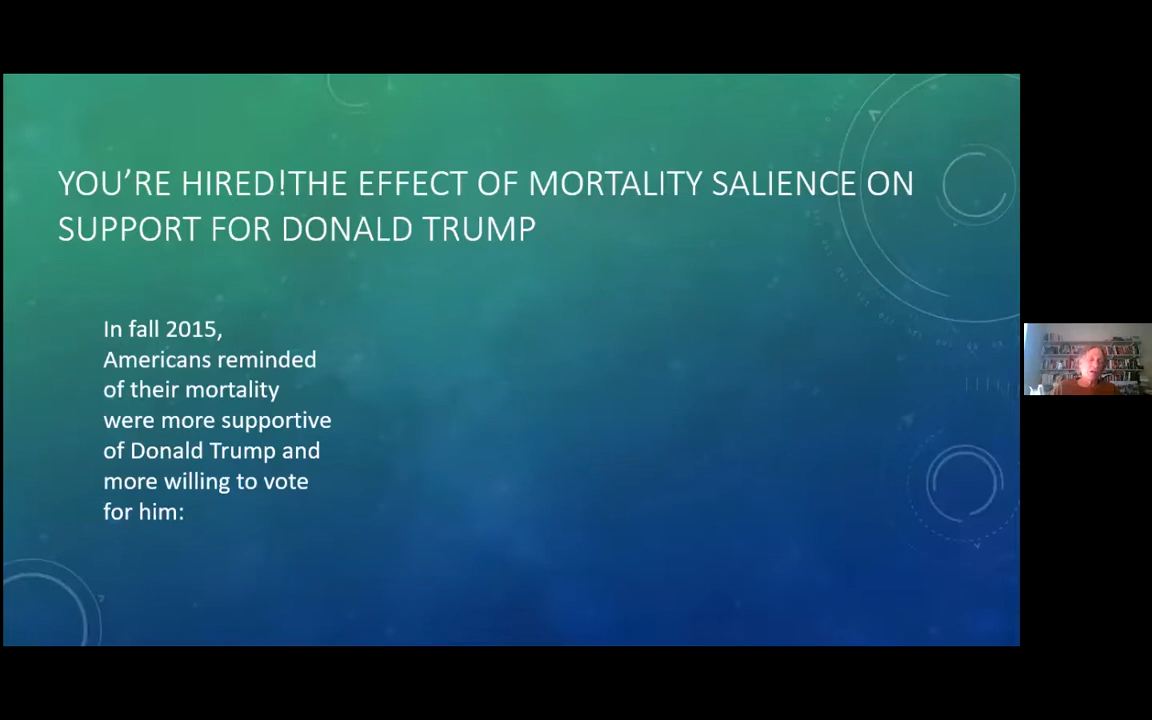 YOU’RE HIRED!THE EFFECT OF MORTALITY SALIENCE ON
SUPPORT FOR DONALD TRUMP
In fall 2015,
Americans reminded
of their mortality
were more supportive
of Donald Trump and
more willing to vote
for him: